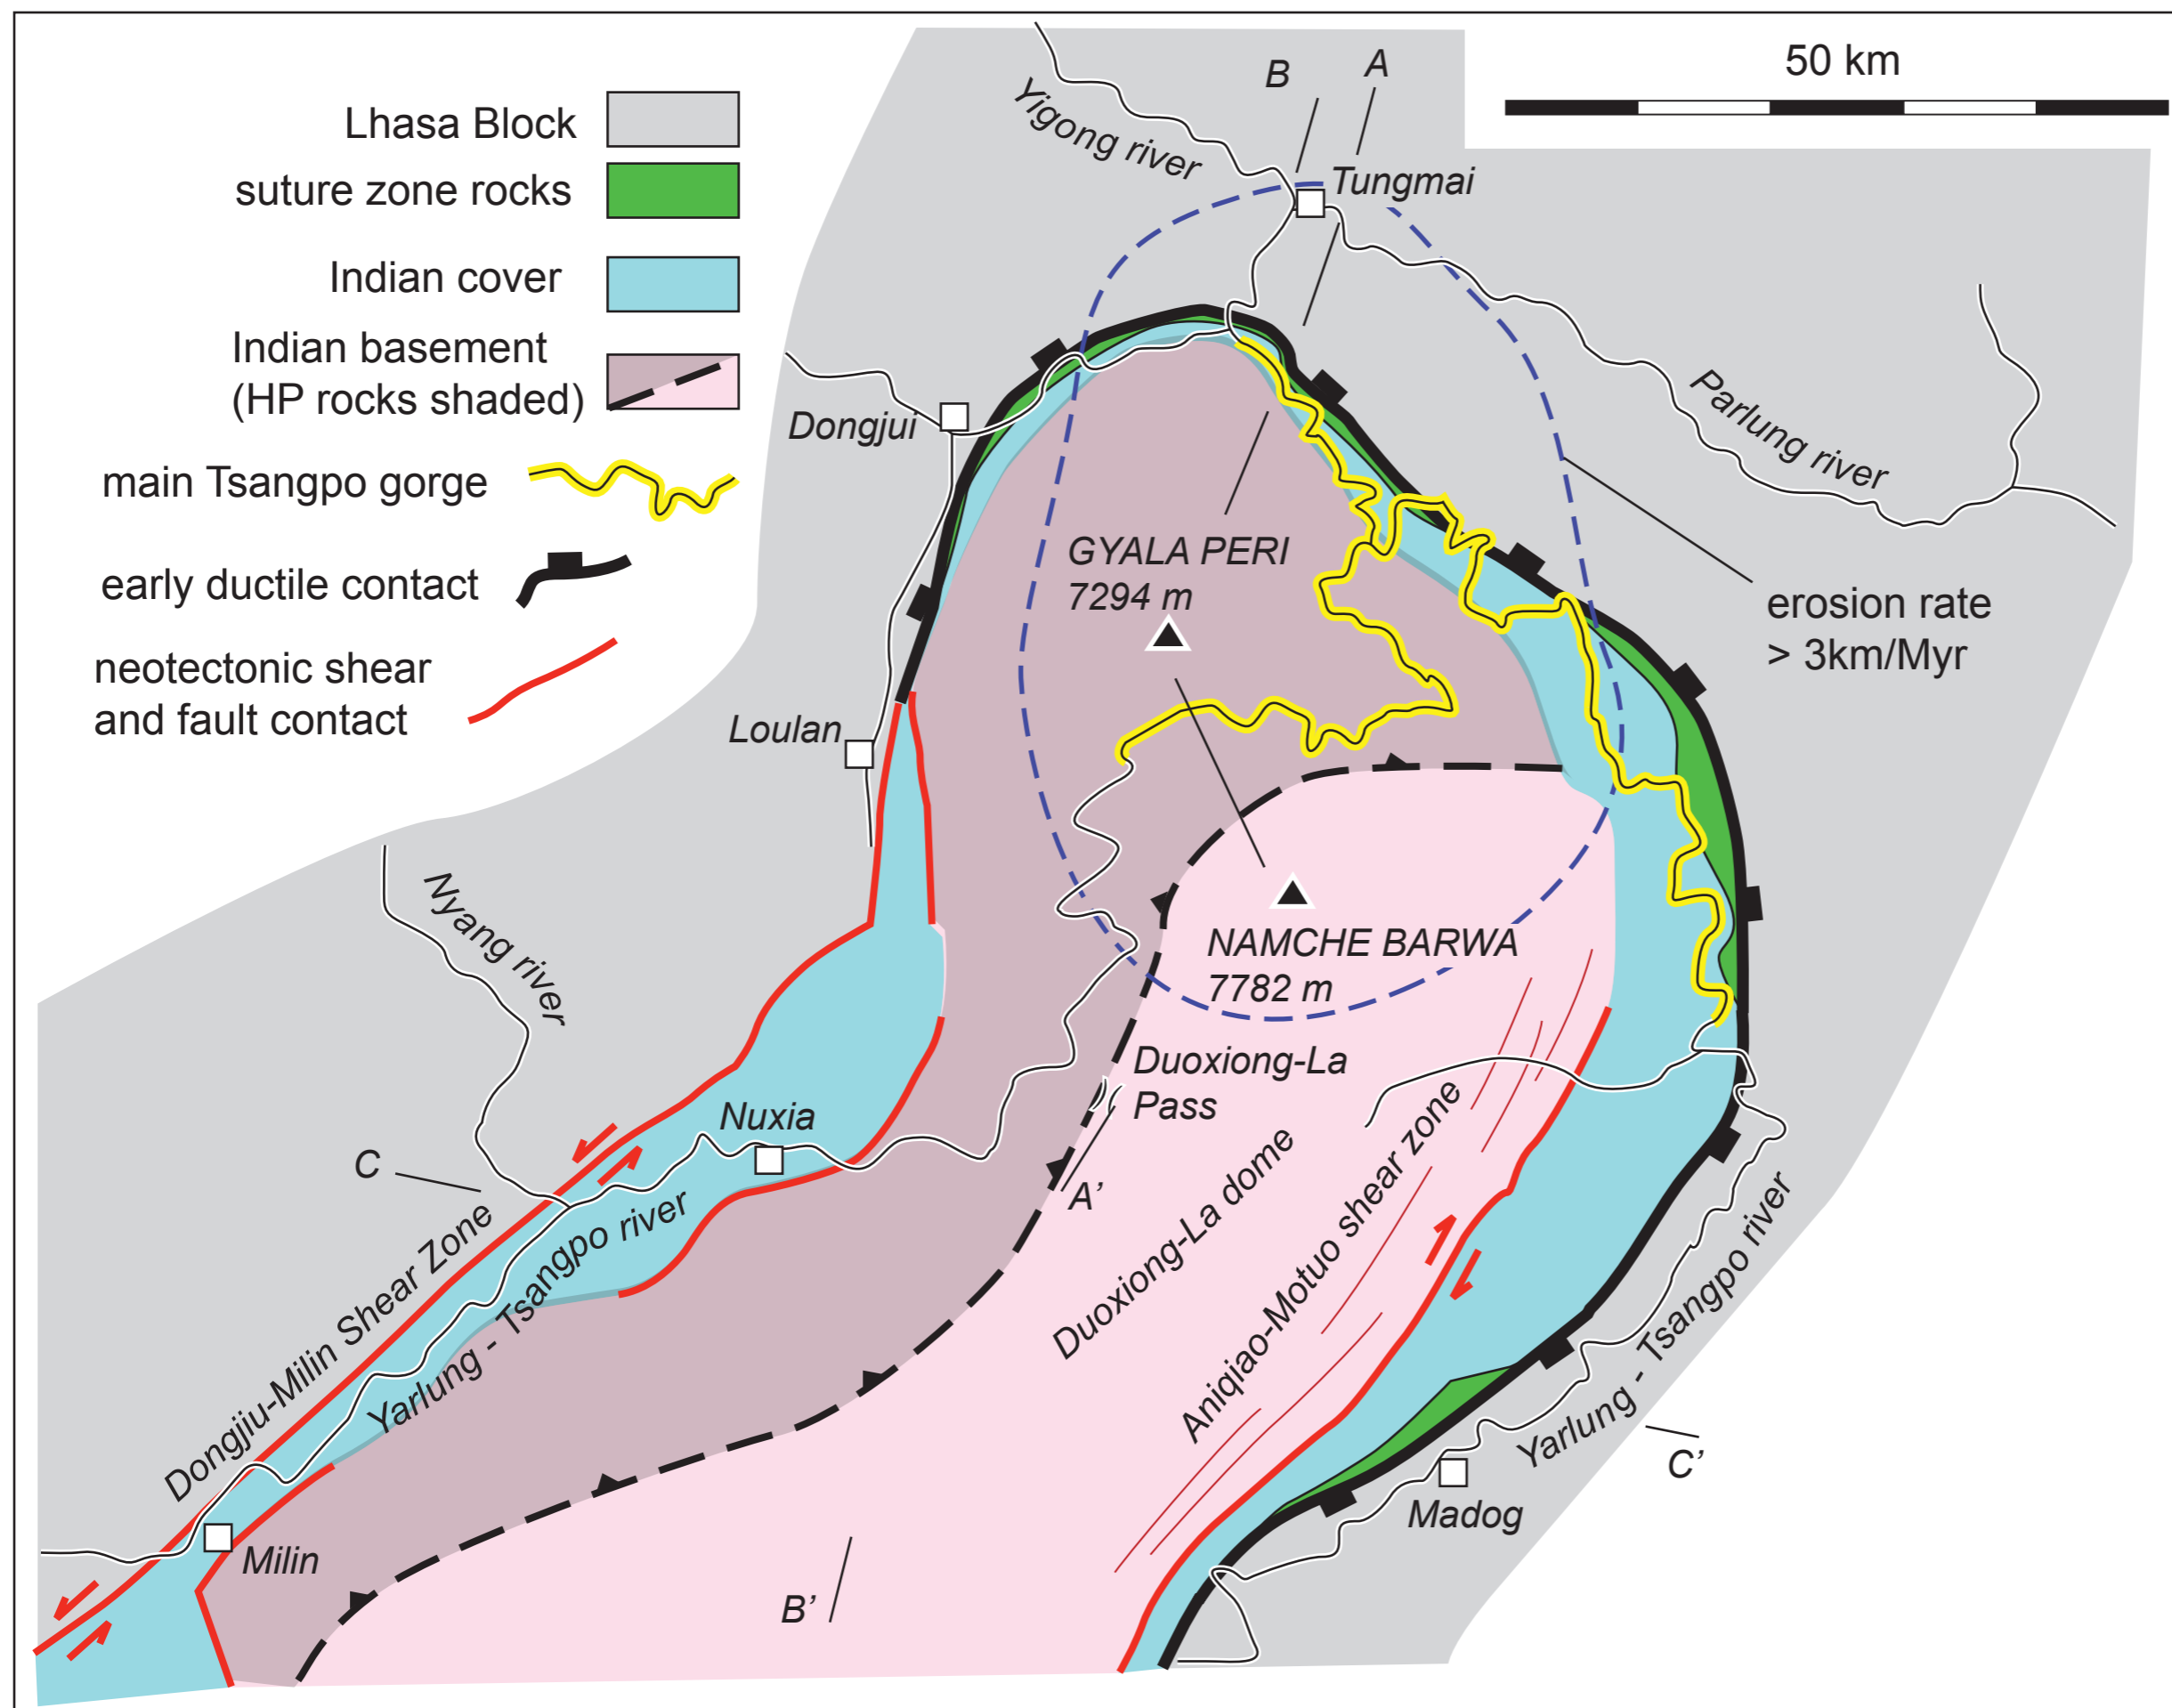 50 km
B
A
Yigong river
Tungmai
Lhasa Block
suture zone rocks
Indian cover
Indian basement
(HP rocks shaded)
main Tsangpo gorge
early ductile contact
neotectonic shear
and fault contact
Dongjui
Parlung river
GYALA PERI
7294 m
erosion rate
> 3km/Myr
Loulan
Nyang river
NAMCHE BARWA
7782 m
Duoxiong-La
Pass
Nuxia
C
A’
Duoxiong-La dome
Aniqiao-Motuo shear zone
Dongjiu-Milin Shear Zone
Yarlung - Tsangpo river
Yarlung - Tsangpo river
C’
Madog
Milin
B’